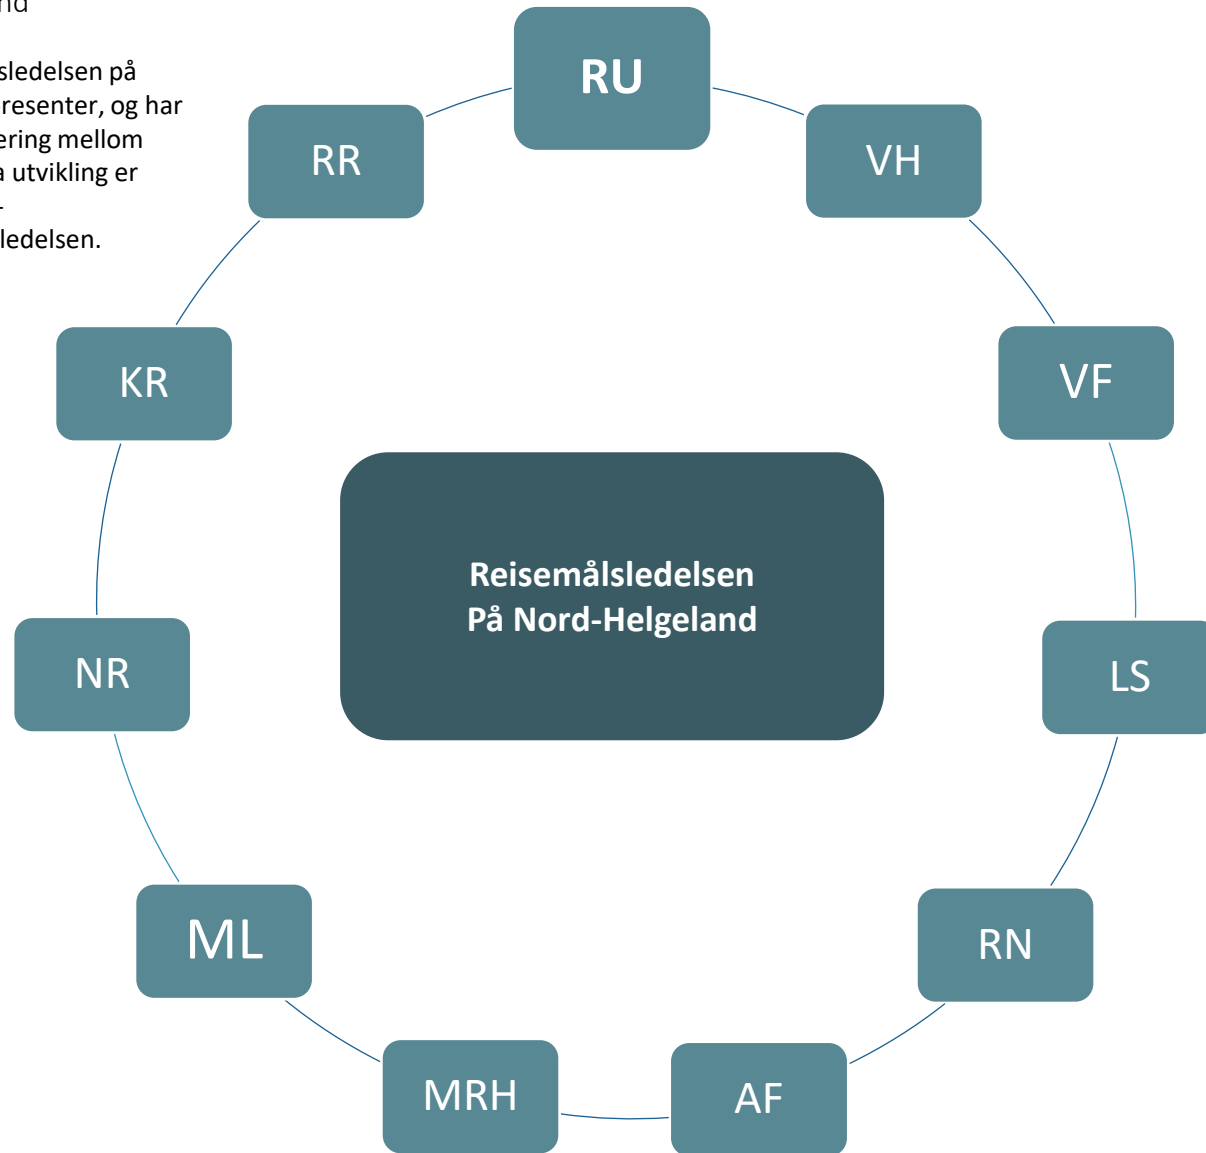 nd
sledelsen på
presenter, og har
ering mellom
a utvikling er
-
ledelsen.
RU
VH
VF
LS
RN
AF
MRH
ML
NR
KR
RR
Reisemålsledelsen
På Nord-Helgeland